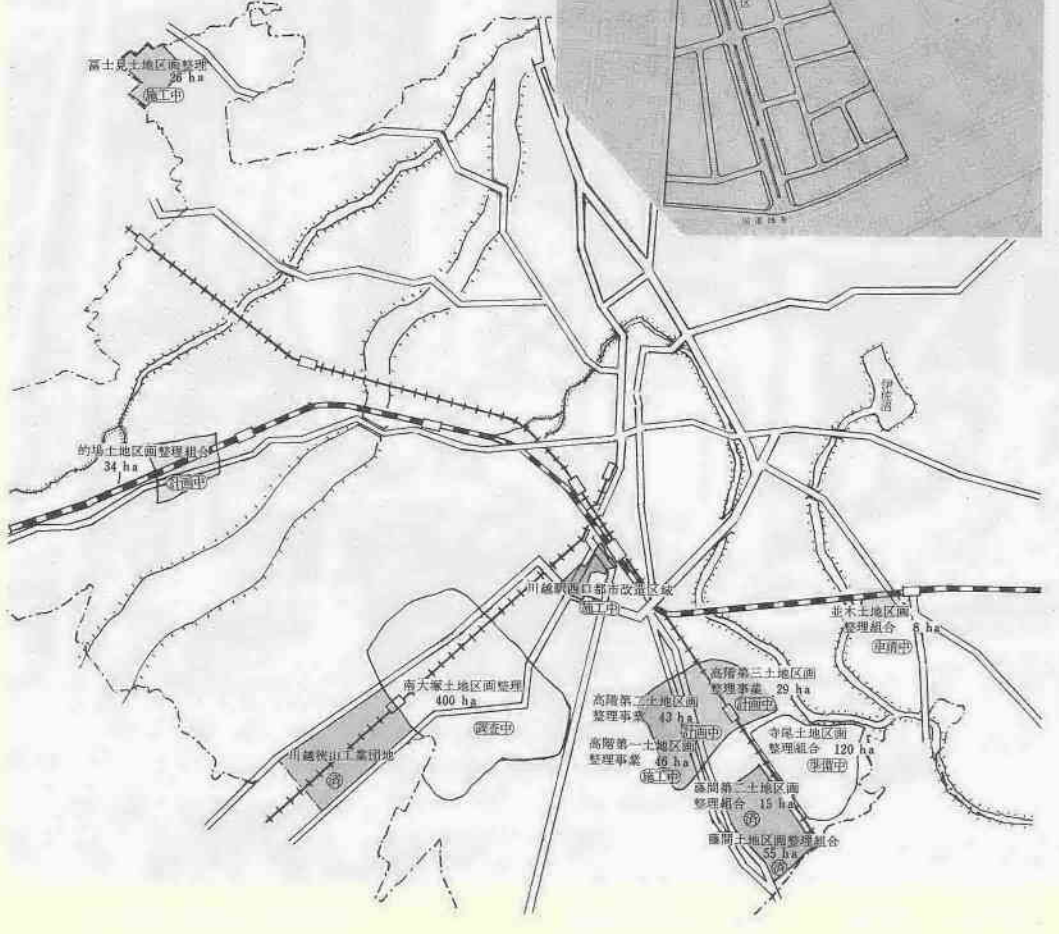 区
冨士見土地区画整理
26 ha
施工中
伊佐沼
的場土地区画整理組合
34 ha
計画中
川越駅西口都市改造区域
施工中
並木土地区画
整理組合 8 ha
申請中
南大塚土地区画整理
400 ha
調査中
川越狭山工業団地
済
高階第三土地区画
整理事業 29 ha
計画中
高階第二土地区画
整理事業 43 ha
計画中
高階第一土地区画
整理事業 46 ha
施工中
寺尾土地区画
整理組合 120 ha
準備中
藤間第二土地区画
整理組合 15 ha
済
藤間土地区画整理組合
55 ha
済